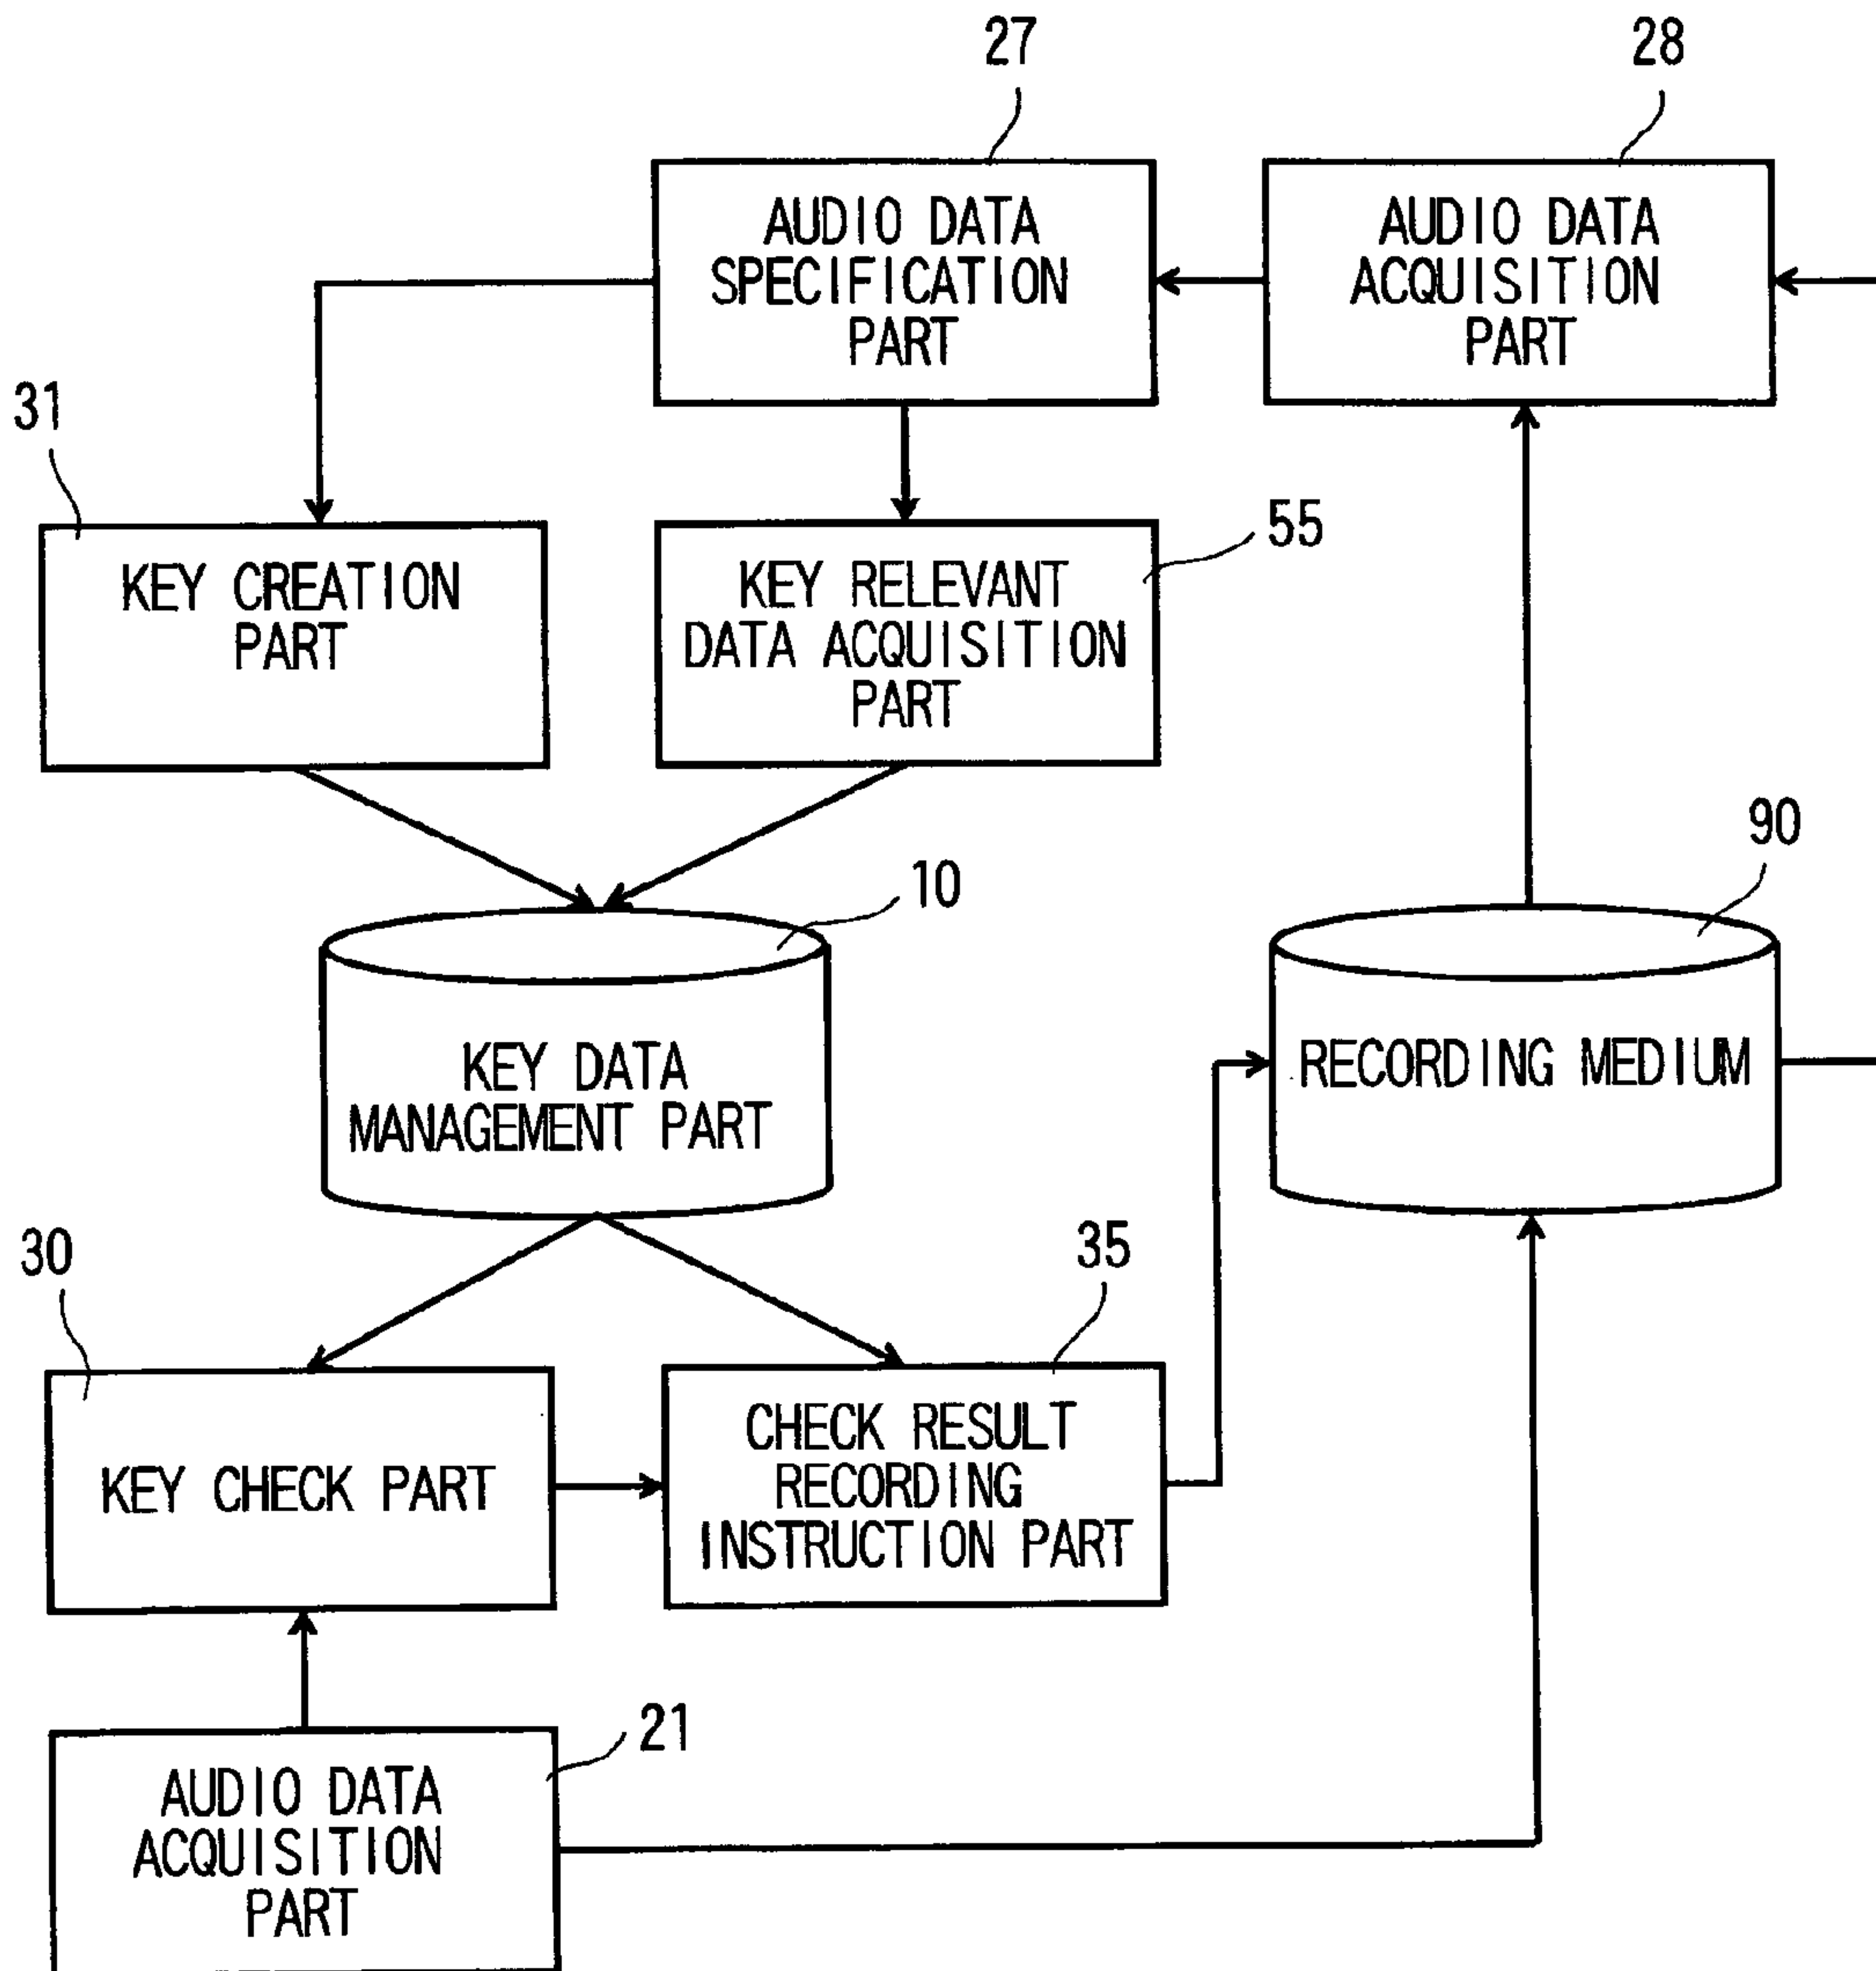 27
28
AUDIO DATA
SPECIFICATION
PART
AUDIO DATA
ACQUISITION
PART
31
55
KEY CREATION
PART
KEY RELEVANT
DATA ACQUISITION
PART
10
90
KEY DATA
MANAGEMENT PART
RECORDING MEDIUM
30
35
KEY CHECK PART
CHECK RESULT
RECORDING
INSTRUCTION PART
21
AUDIO DATA
ACQUISITION
PART